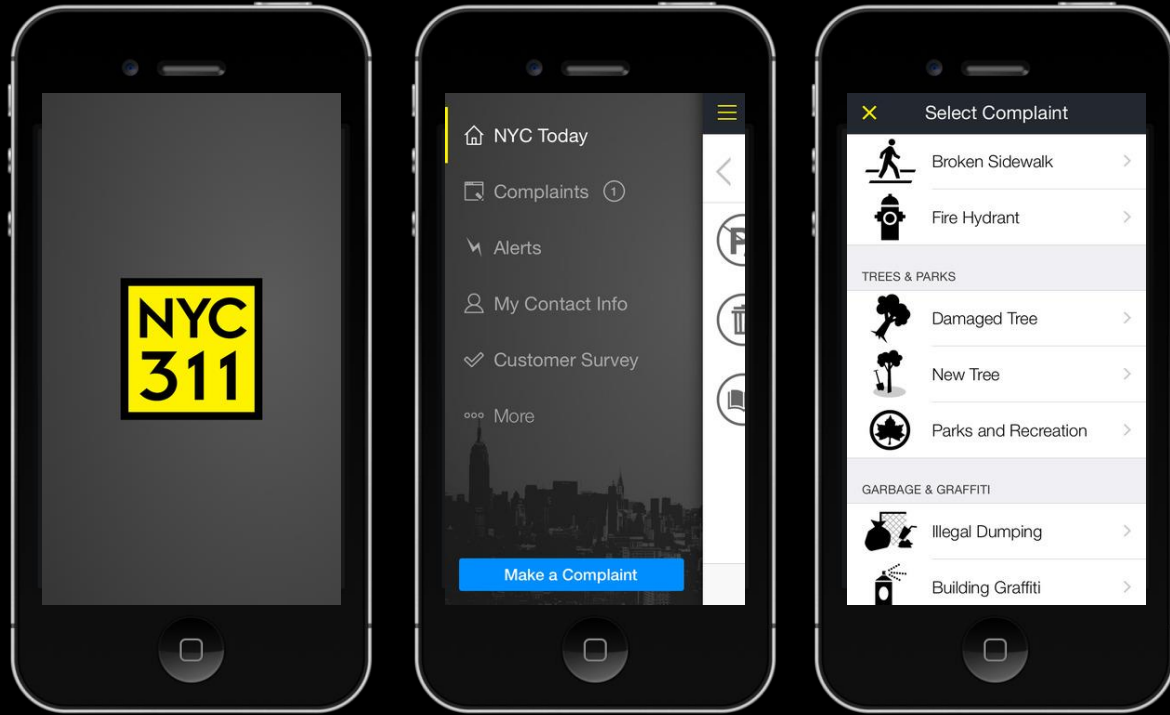 NYC
311
NYC Today
Complaints 1
Alerts
My Contact Info
Customer Survey
More
Make a Complaint
P
Select Complaint
Broken Sidewalk
Fire Hydrant
TREES & PARKS
Damaged Tree
New Tree
Parks and Recreation
GARBAGE & GRAFFITI
Illegal Dumping
Building Graffiti